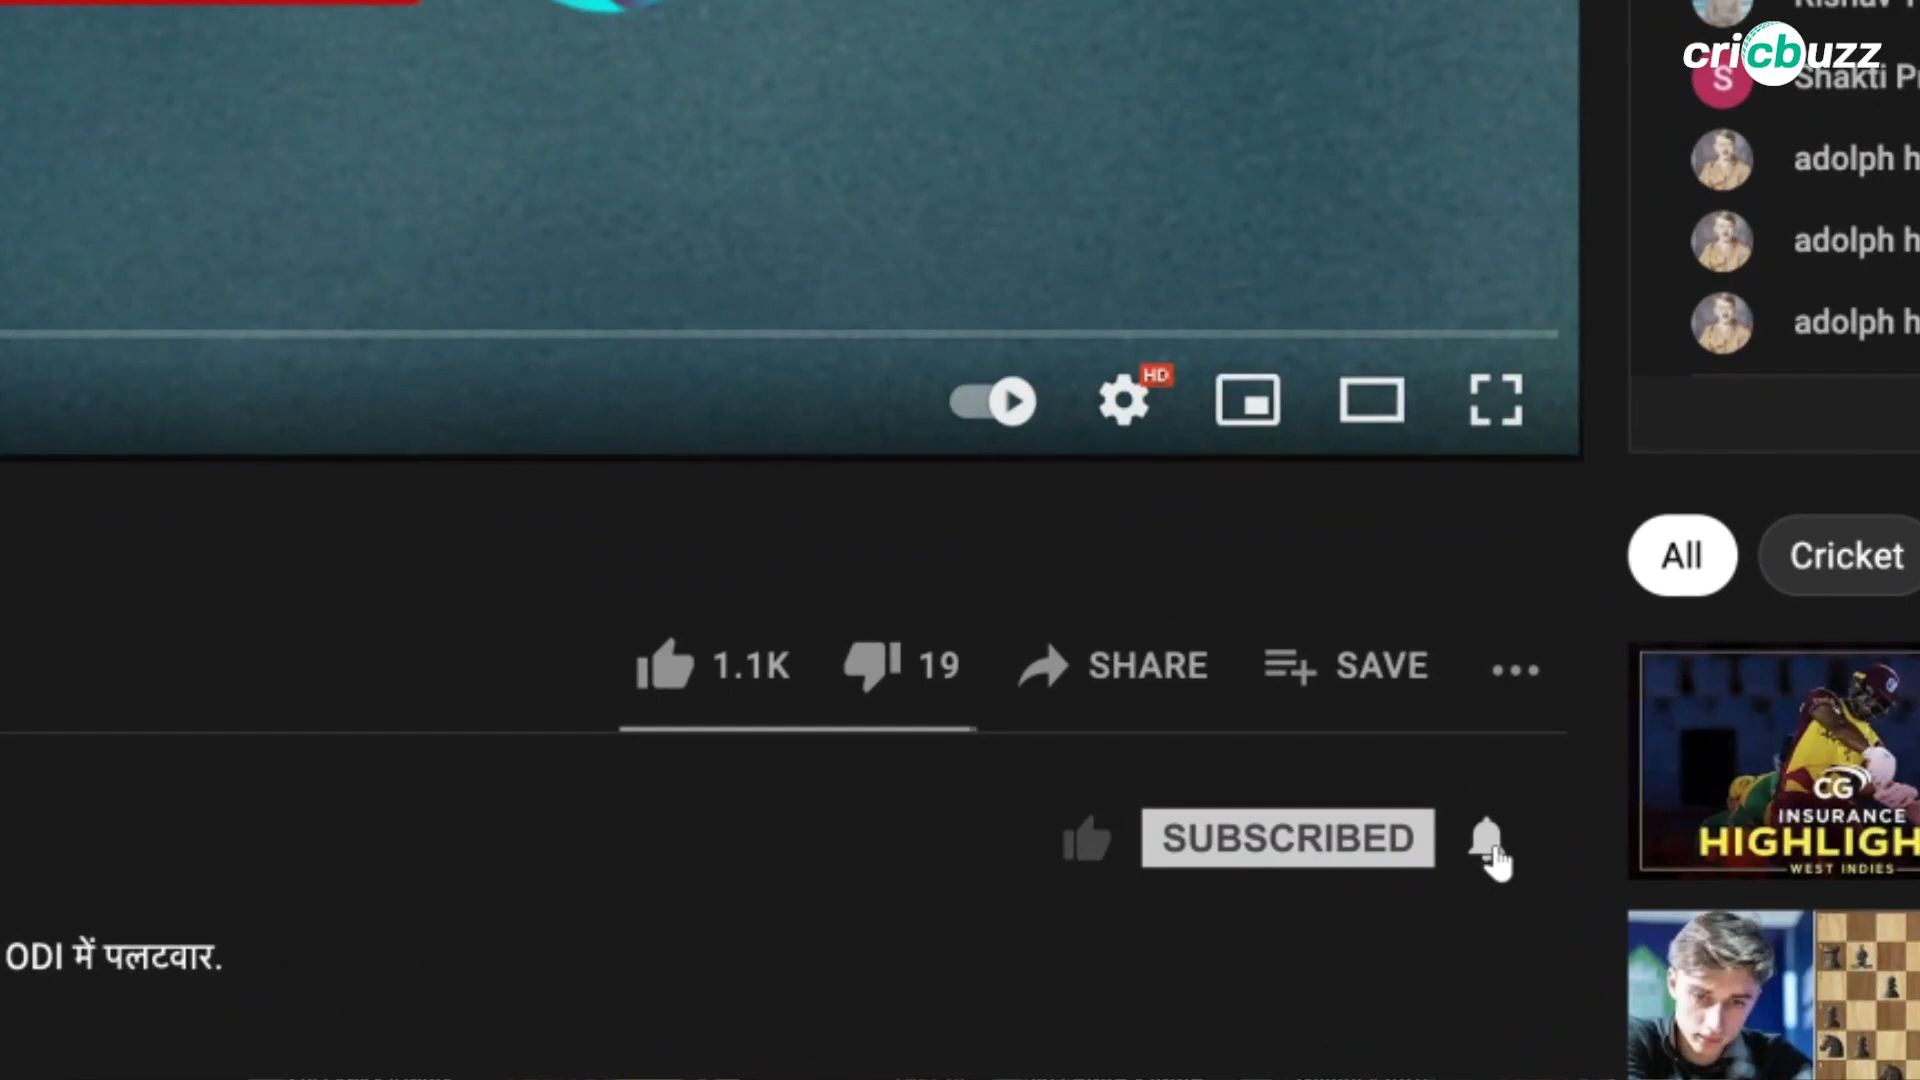 cricbuzz
S
Shakti
adolph h
adolph h
adolph h
HD
All
Cricket
1.1K
19
SHARE
SAVE
SUBSCRIBED
CG
INSURANCE
HIGHLIGH
WEST INDIES
ODI में पलटवार.